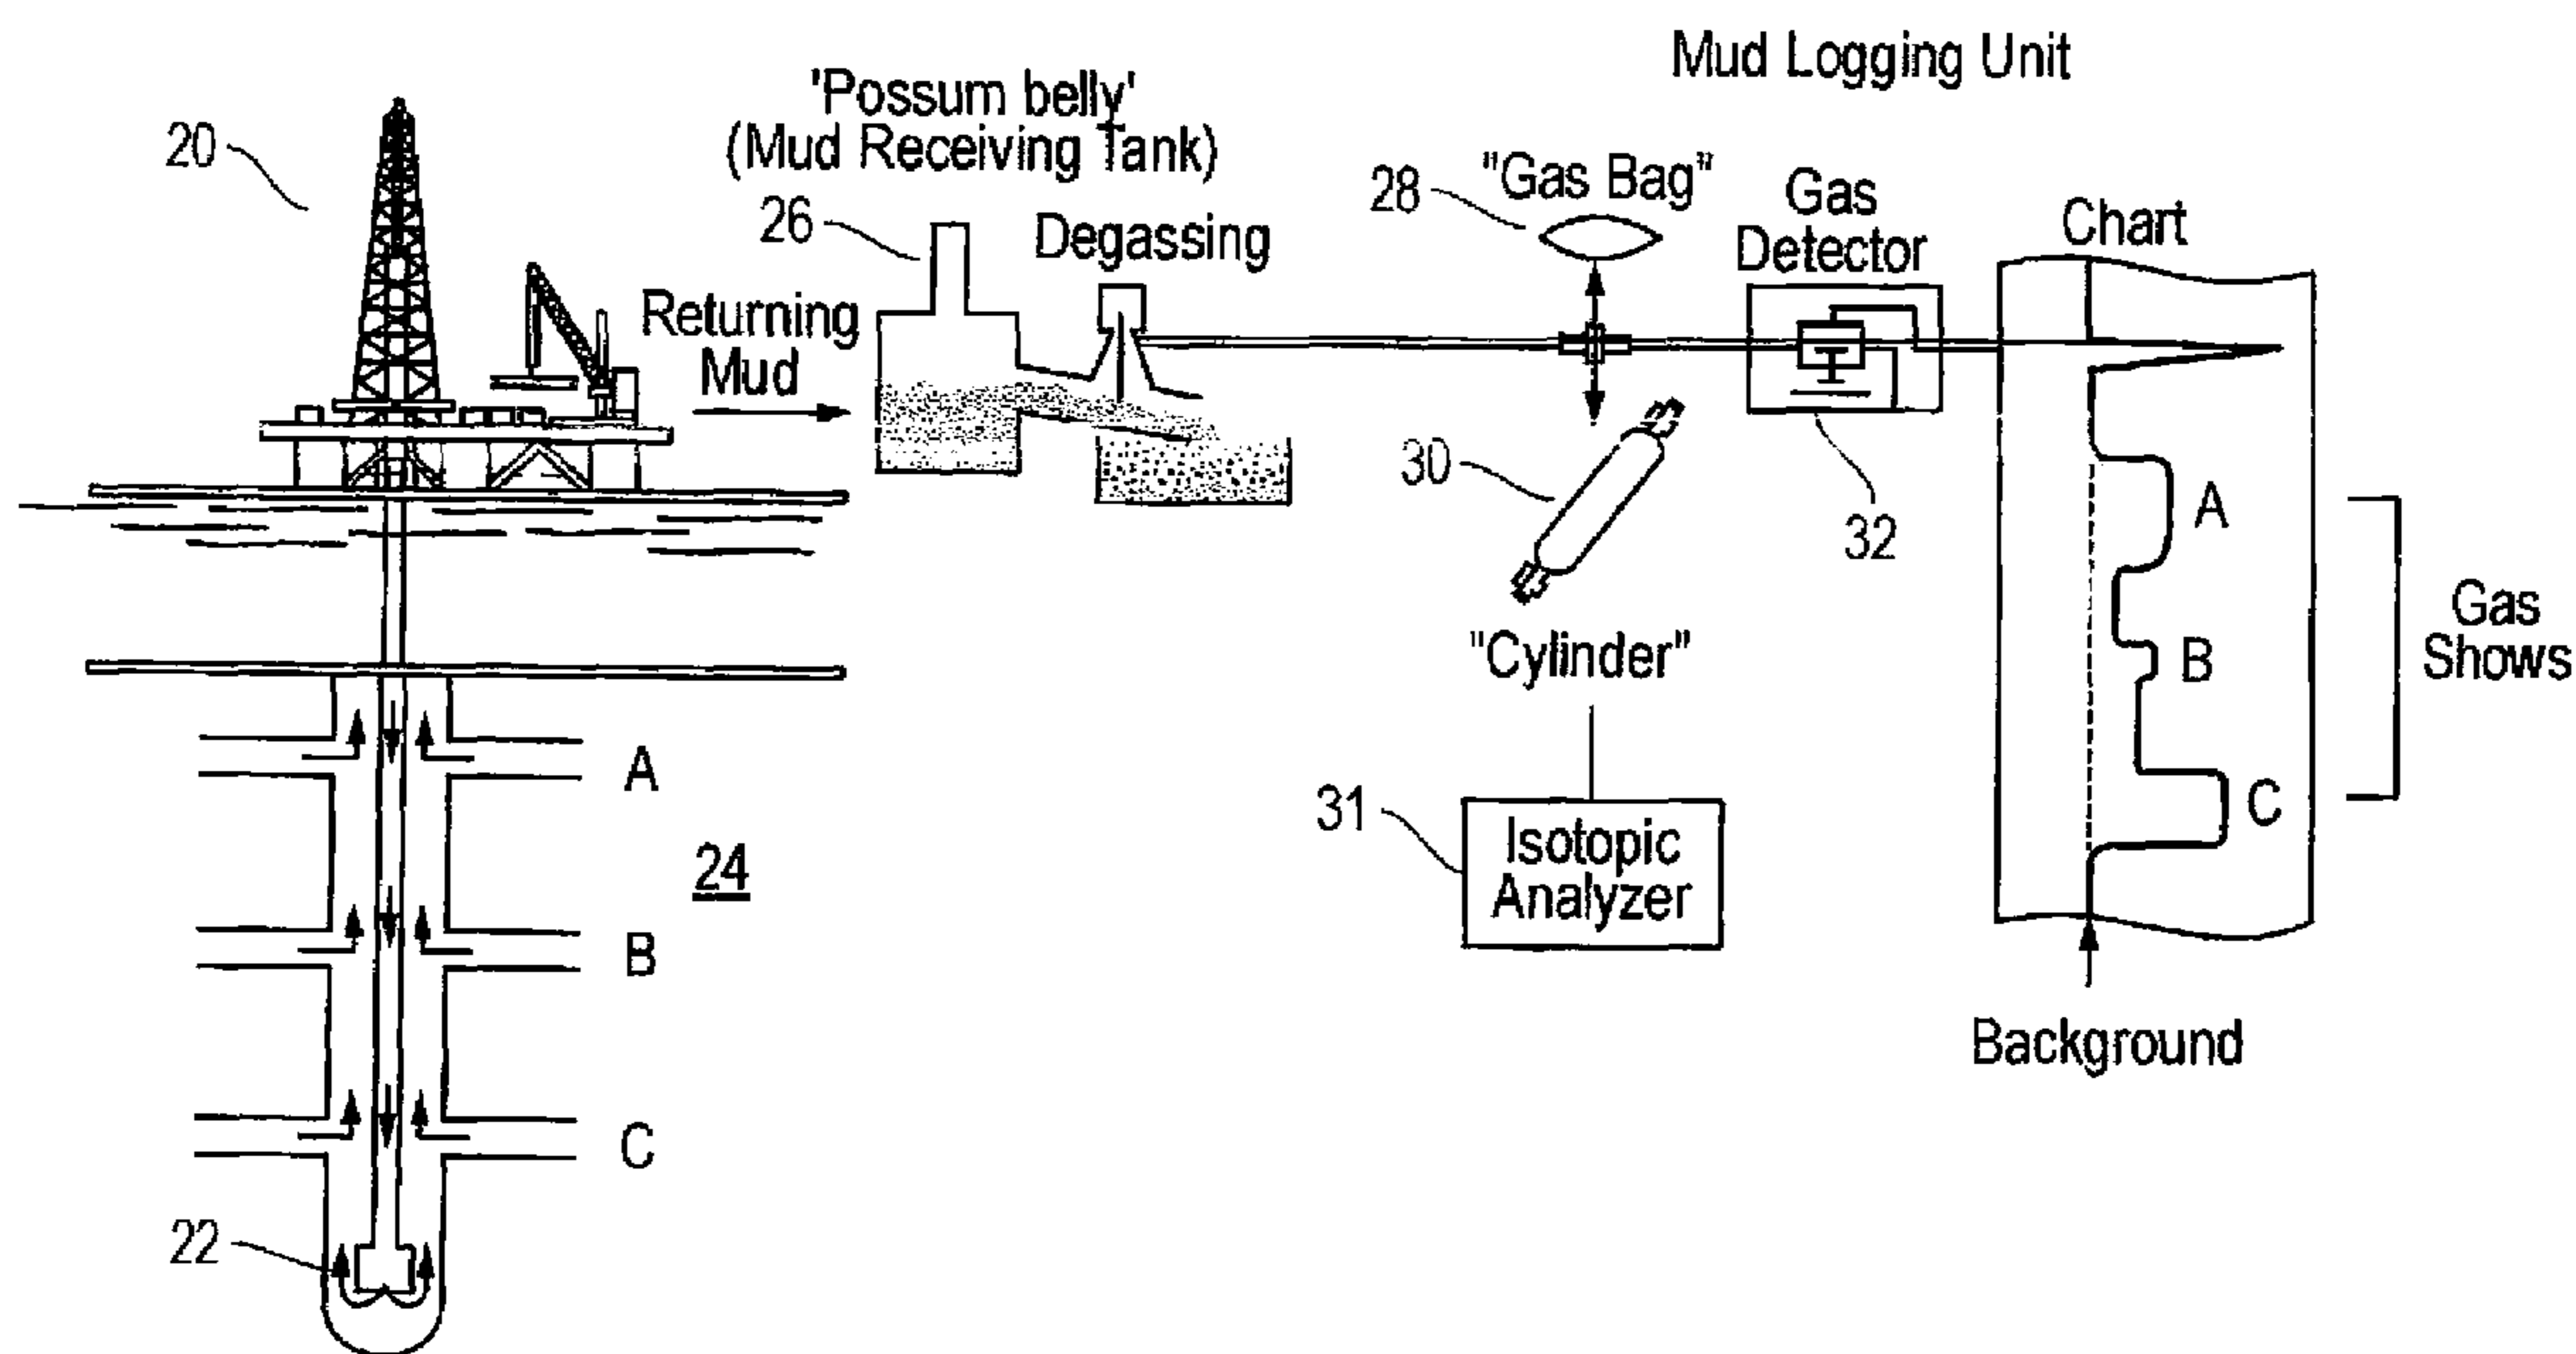 Mud Logging Unit
'Possum belly'
(Mud Receiving Tank)
20
26
Degassing
Returning
Mud
28
"Gas Bag"
Gas
Detector
Chart
30
32
"Cylinder"
31
Isotopic
Analyzer
A
B
C
Gas
Shows
Background
A
24
B
C
22